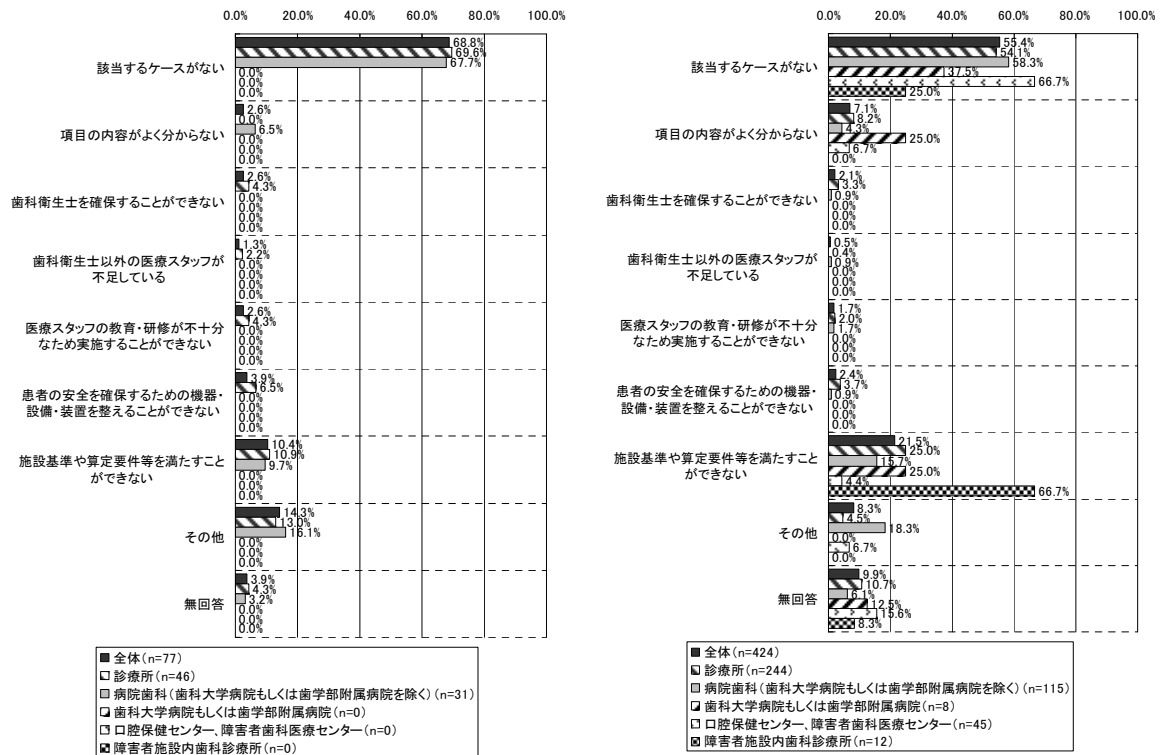 0.0% 20.0% 40.0% 60.0% 80.0% 100.0%
該当するケースがない
68.8%
69.6%
67.7%
0.0%
0.0%
0.0%
項目の内容がよく分からない
2.6%
0.0%
6.5%
0.0%
0.0%
0.0%
歯科衛生士を確保することができない
2.6%
4.3%
0.0%
0.0%
0.0%
0.0%
歯科衛生士以外の医療スタッフが
不足している
1.3%
2.2%
0.0%
0.0%
0.0%
0.0%
医療スタッフの教育・研修が不十分
なため実施することができない
2.6%
4.3%
0.0%
0.0%
0.0%
0.0%
患者の安全を確保するための機器・
設備・装置を整えることができない
3.9%
6.5%
0.0%
0.0%
0.0%
0.0%
施設基準や算定要件等を満たすこと
ができない
10.4%
10.9%
9.7%
0.0%
0.0%
0.0%
その他
14.3%
13.0%
16.1%
0.0%
0.0%
0.0%
無回答
3.9%
4.3%
3.2%
0.0%
0.0%
0.0%
全体(n=77)
診療所(n=46)
病院歯科(歯科大学病院もしくは歯学部附属病院を除く)(n=31)
歯科大学病院もしくは歯学部附属病院(n=0)
口腔保健センター、障害者歯科医療センター(n=0)
障害者施設内歯科診療所(n=0)
0.0% 20.0% 40.0% 60.0% 80.0% 100.0%
該当するケースがない
55.4%
54.1%
58.3%
37.5%
66.7%
25.0%
項目の内容がよく分からない
7.1%
8.2%
4.3%
25.0%
6.7%
0.0%
歯科衛生士を確保することができない
2.1%
3.3%
0.9%
0.0%
0.0%
0.0%
歯科衛生士以外の医療スタッフが
不足している
0.5%
0.4%
0.9%
0.0%
0.0%
0.0%
医療スタッフの教育・研修が不十分
なため実施することができない
1.7%
2.0%
1.7%
0.0%
0.0%
0.0%
患者の安全を確保するための機器・
設備・装置を整えることができない
2.4%
3.7%
0.9%
0.0%
0.0%
0.0%
施設基準や算定要件等を満たすこと
ができない
21.5%
25.0%
15.7%
25.0%
4.4%
66.7%
その他
8.3%
4.5%
18.3%
0.0%
6.7%
0.0%
無回答
9.9%
10.7%
6.1%
12.5%
15.6%
8.3%
全体(n=424)
診療所(n=244)
病院歯科(歯科大学病院もしくは歯学部附属病院を除く)(n=115)
歯科大学病院もしくは歯学部附属病院(n=8)
口腔保健センター、障害者歯科医療センター(n=45)
障害者施設内歯科診療所(n=12)